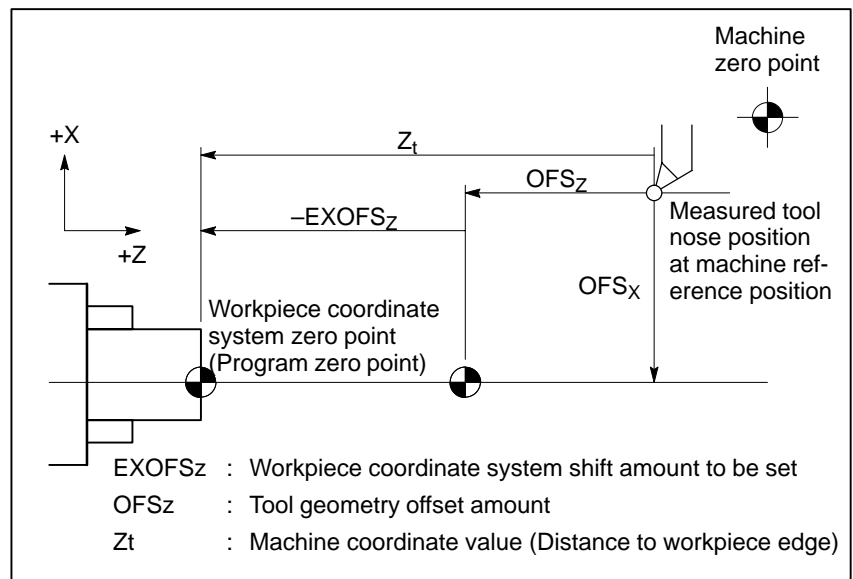 Machine
zero point
+X
Zt
OFSZ
–EXOFSZ
+Z
Measured tool
nose position
at machine ref-
erence position
OFSX
Workpiece coordinate
system zero point
(Program zero point)
EXOFSz : Workpiece coordinate system shift amount to be set
OFSz : Tool geometry offset amount
Zt : Machine coordinate value (Distance to workpiece edge)